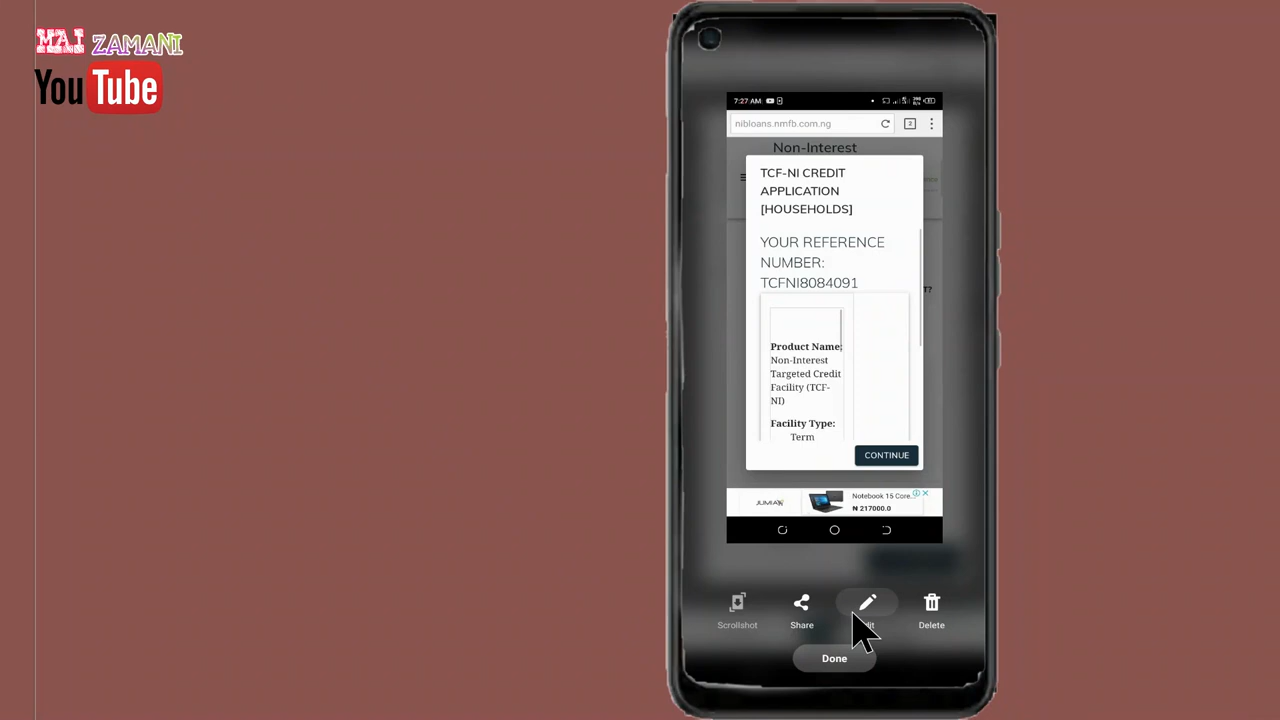 MAI ZAMANI
YouTube
7:27 AM
nibloans.nmfb.com.ng
2
Non-Interest
TCF-NI CREDIT
APPLICATION
[HOUSEHOLDS]
YOUR REFERENCE
NUMBER:
TCFNI8084091
T?
Product Name:
Non-Interest
Targeted Credit
Facility (TCF-
NI)
Facility Type:
Term
CONTINUE
JUMIA
Notebook 15 Core...
₦ 217000.0
Scrollshot
Share
Delete
Done